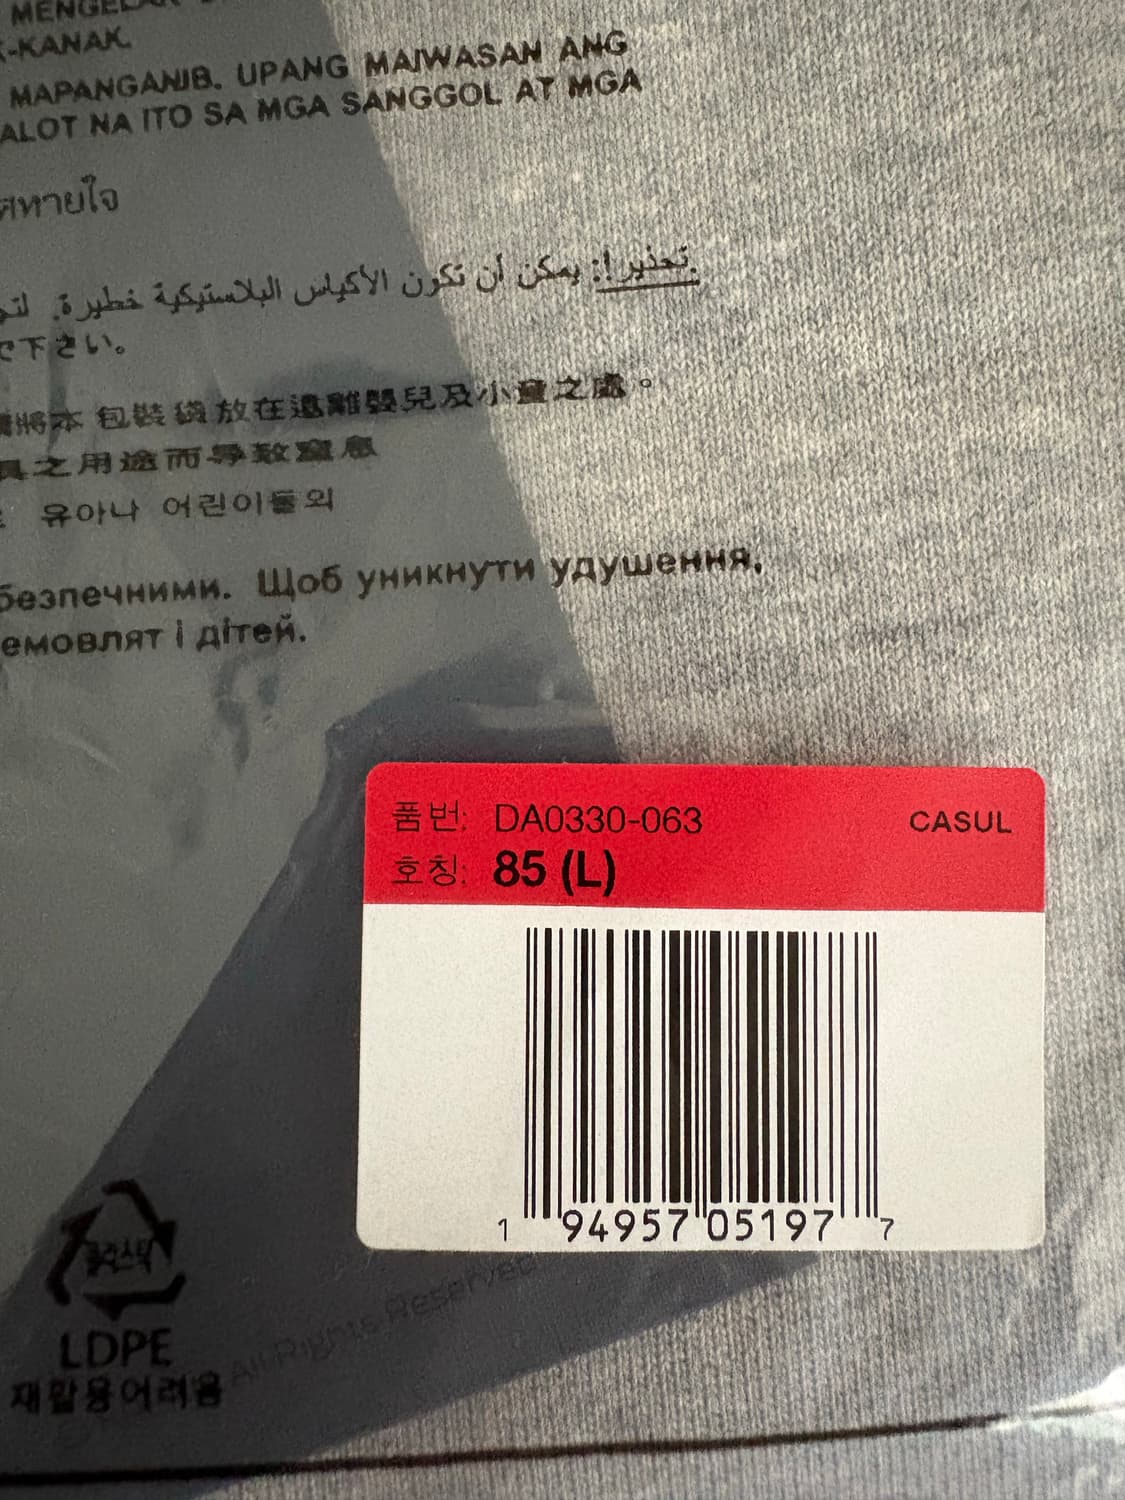 MENGELAK
-KANAK.
MAPANGANIB. UPANG MAIWASAN ANG
ALOT NA ITO SA MGA SANGGOL AT MGA
ศหายใจ
تحذير!: يمكن أن تكون الأكياس البلاستيكية خطيرة. لتج
て下さい。
將本 包裝袋 放在遠離嬰兒及小童之處。
具之用途而导致窒息
유아나 어린이들의
безпечними. Щоб уникнути удушення,
емовлят і дітей.
품번: DA0330-063 CASUL
호칭: 85 (L)
1 94957 05197 7
All Rights Reserved
LDPE
재활용어려움